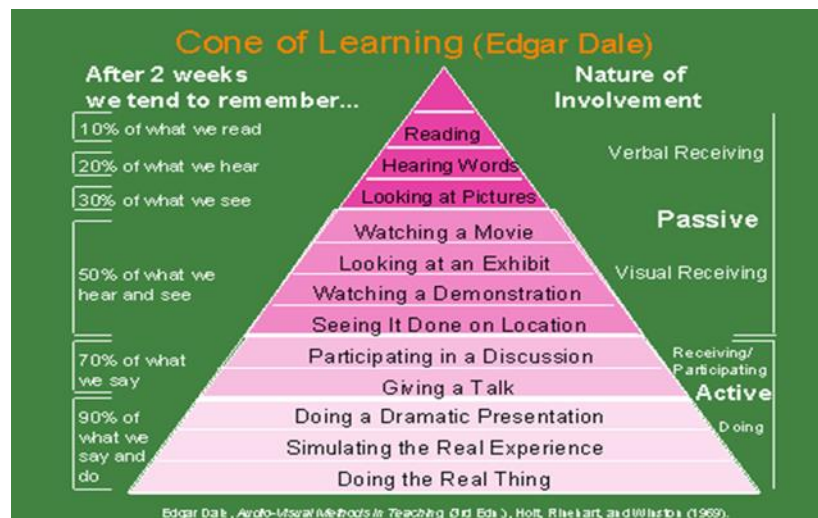 Cone of Learning (Edgar Dale)
After 2 weeks
we tend to remember...
Nature of
Involvement
10% of what we read
Reading
Verbal Receiving
20% of what we hear
Hearing Words
30% of what we see
Looking at Pictures
Passive
50% of what we
hear and see
Watching a Movie
Looking at an Exhibit
Watching a Demonstration
Seeing It Done on Location
Visual Receiving
70% of what
we say
Participating in a Discussion
Giving a Talk
Receiving/
Participating
Active
90% of
what we
say and
do
Doing a Dramatic Presentation
Simulating the Real Experience
Doing the Real Thing
Doing
Edgar Dale, Audio-Visual Methods in Teaching (3rd Edn.), Holt, Rinehart, and Winston (1969).